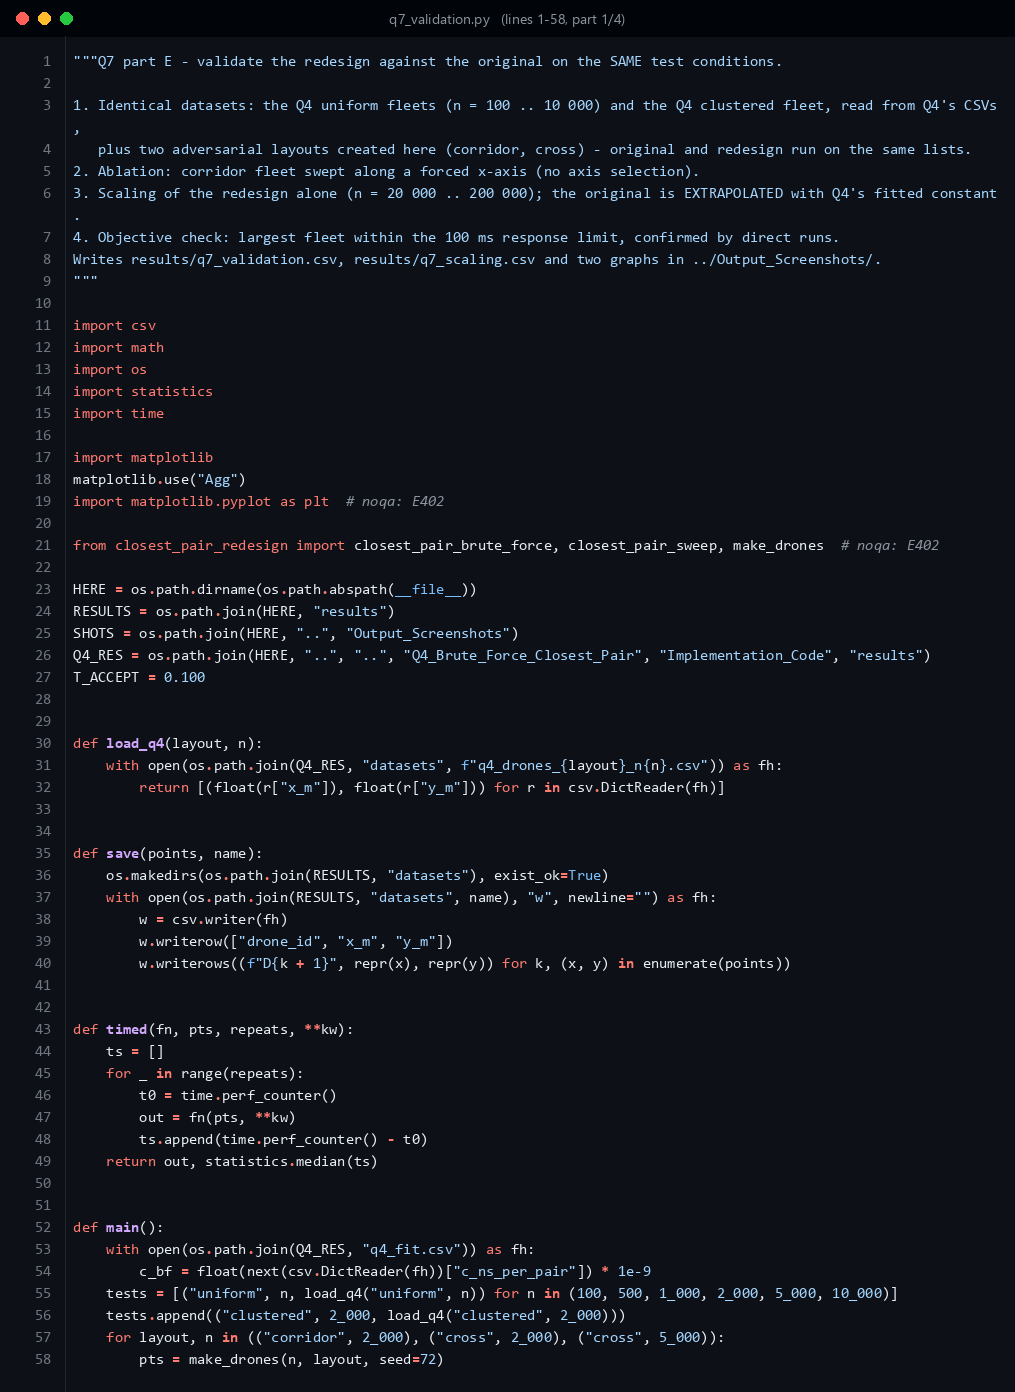 q7_validation.py (lines 1-58, part 1/4)
1 """Q7 part E - validate the redesign against the original on the SAME test conditions.
2
3 1. Identical datasets: the Q4 uniform fleets (n = 100 .. 10 000) and the Q4 clustered fleet, read from Q4's CSVs
,
4    plus two adversarial layouts created here (corridor, cross) - original and redesign run on the same lists.
5 2. Ablation: corridor fleet swept along a forced x-axis (no axis selection).
6 3. Scaling of the redesign alone (n = 20 000 .. 200 000); the original is EXTRAPOLATED with Q4's fitted constant
.
7 4. Objective check: largest fleet within the 100 ms response limit, confirmed by direct runs.
8 Writes results/q7_validation.csv, results/q7_scaling.csv and two graphs in ../Output_Screenshots/.
9 """
10
11 import csv
12 import math
13 import os
14 import statistics
15 import time
16
17 import matplotlib
18 matplotlib.use("Agg")
19 import matplotlib.pyplot as plt  # noqa: E402
20
21 from closest_pair_redesign import closest_pair_brute_force, closest_pair_sweep, make_drones  # noqa: E402
22
23 HERE = os.path.dirname(os.path.abspath(__file__))
24 RESULTS = os.path.join(HERE, "results")
25 SHOTS = os.path.join(HERE, "..", "Output_Screenshots")
26 Q4_RES = os.path.join(HERE, "..", "..", "Q4_Brute_Force_Closest_Pair", "Implementation_Code", "results")
27 T_ACCEPT = 0.100
28
29
30 def load_q4(layout, n):
31     with open(os.path.join(Q4_RES, "datasets", f"q4_drones_{layout}_n{n}.csv")) as fh:
32         return [(float(r["x_m"]), float(r["y_m"])) for r in csv.DictReader(fh)]
33
34
35 def save(points, name):
36     os.makedirs(os.path.join(RESULTS, "datasets"), exist_ok=True)
37     with open(os.path.join(RESULTS, "datasets", name), "w", newline="") as fh:
38         w = csv.writer(fh)
39         w.writerow(["drone_id", "x_m", "y_m"])
40         w.writerows((f"D{k + 1}", repr(x), repr(y)) for k, (x, y) in enumerate(points))
41
42
43 def timed(fn, pts, repeats, **kw):
44     ts = []
45     for _ in range(repeats):
46         t0 = time.perf_counter()
47         out = fn(pts, **kw)
48         ts.append(time.perf_counter() - t0)
49     return out, statistics.median(ts)
50
51
52 def main():
53     with open(os.path.join(Q4_RES, "q4_fit.csv")) as fh:
54         c_bf = float(next(csv.DictReader(fh))["c_ns_per_pair"]) * 1e-9
55     tests = [("uniform", n, load_q4("uniform", n)) for n in (100, 500, 1_000, 2_000, 5_000, 10_000)]
56     tests.append(("clustered", 2_000, load_q4("clustered", 2_000)))
57     for layout, n in (("corridor", 2_000), ("cross", 2_000), ("cross", 5_000)):
58         pts = make_drones(n, layout, seed=72)